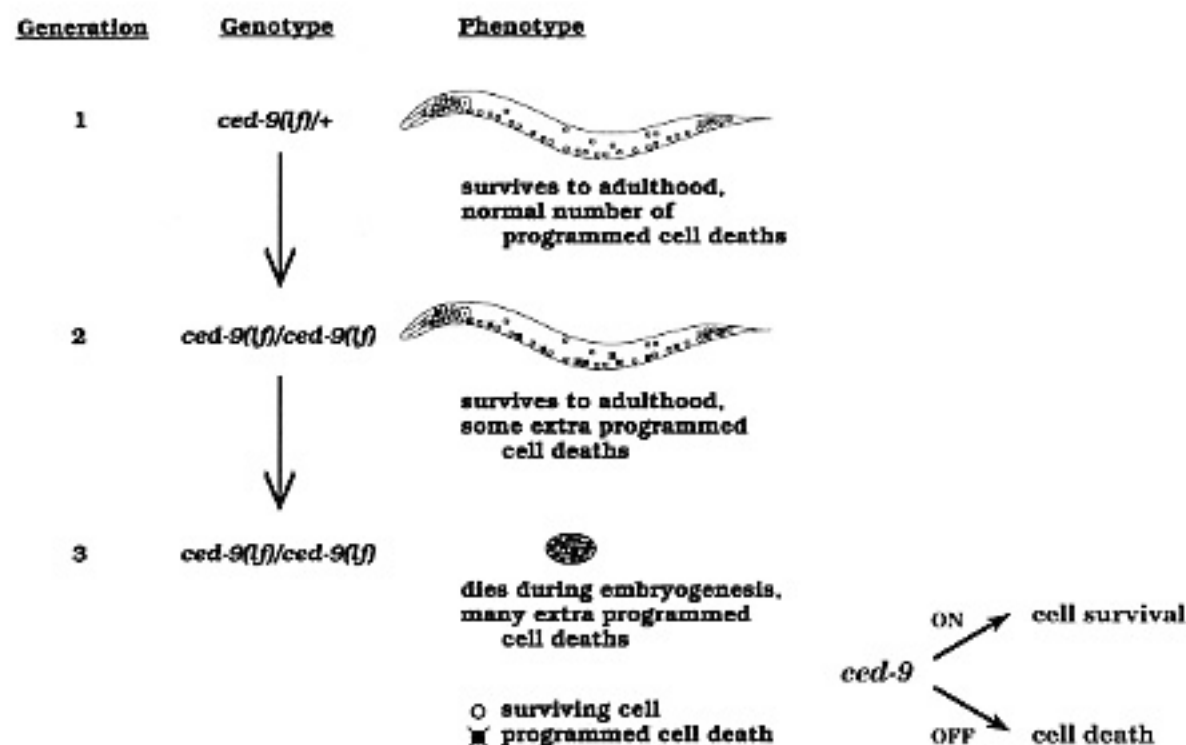 Generation Genotype Phenotype
1 ced-9(lf)/+
survives to adulthood,
normal number of
programmed cell deaths
2 ced-9(lf)/ced-9(lf)
survives to adulthood,
some extra programmed
cell deaths
3 ced-9(lf)/ced-9(lf)
dies during embryogenesis,
many extra programmed
cell deaths
surviving cell
programmed cell death
ON cell survival
ced-9
OFF cell death